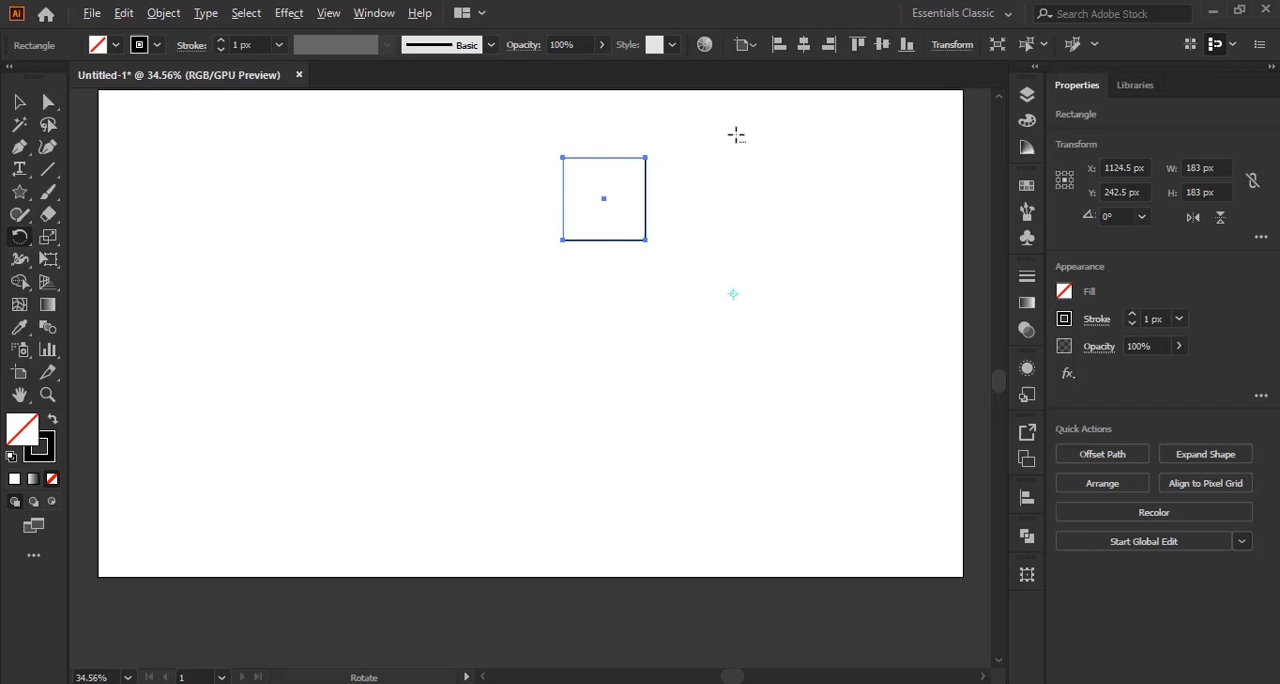 Ai File Edit Object Type Select Effect View Window Help Essentials Classic Search Adobe Stock
Rectangle Stroke: 1 px Basic Opacity: 100% Style: Transform
Untitled-1* @ 34.56% (RGB/GPU Preview)
Properties Libraries
Rectangle
Transform
X: 1124.5 px W: 183 px
Y: 242.5 px H: 183 px
0°
Appearance
Fill
Stroke 1 px
Opacity 100%
fx.
Quick Actions
Offset Path Expand Shape
Arrange Align to Pixel Grid
Recolor
Start Global Edit
34.56% 1 Rotate